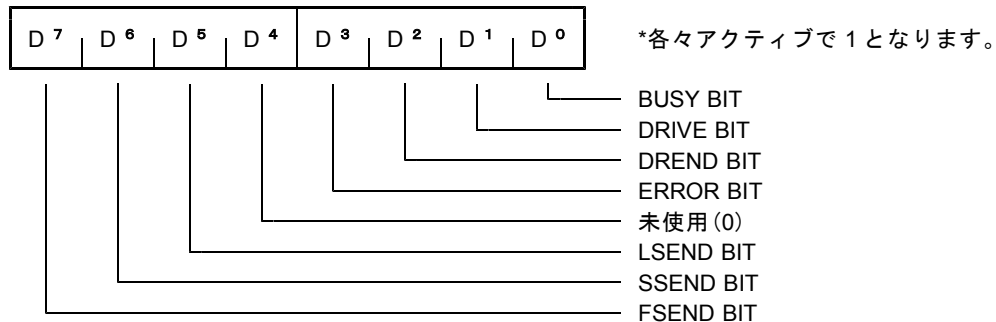 D⁷ D⁶ D⁵ D⁴ D³ D² D¹ D⁰ *各々アクティブで1となります。
BUSY BIT
DRIVE BIT
DREND BIT
ERROR BIT
未使用(0)
LSEND BIT
SSEND BIT
FSEND BIT